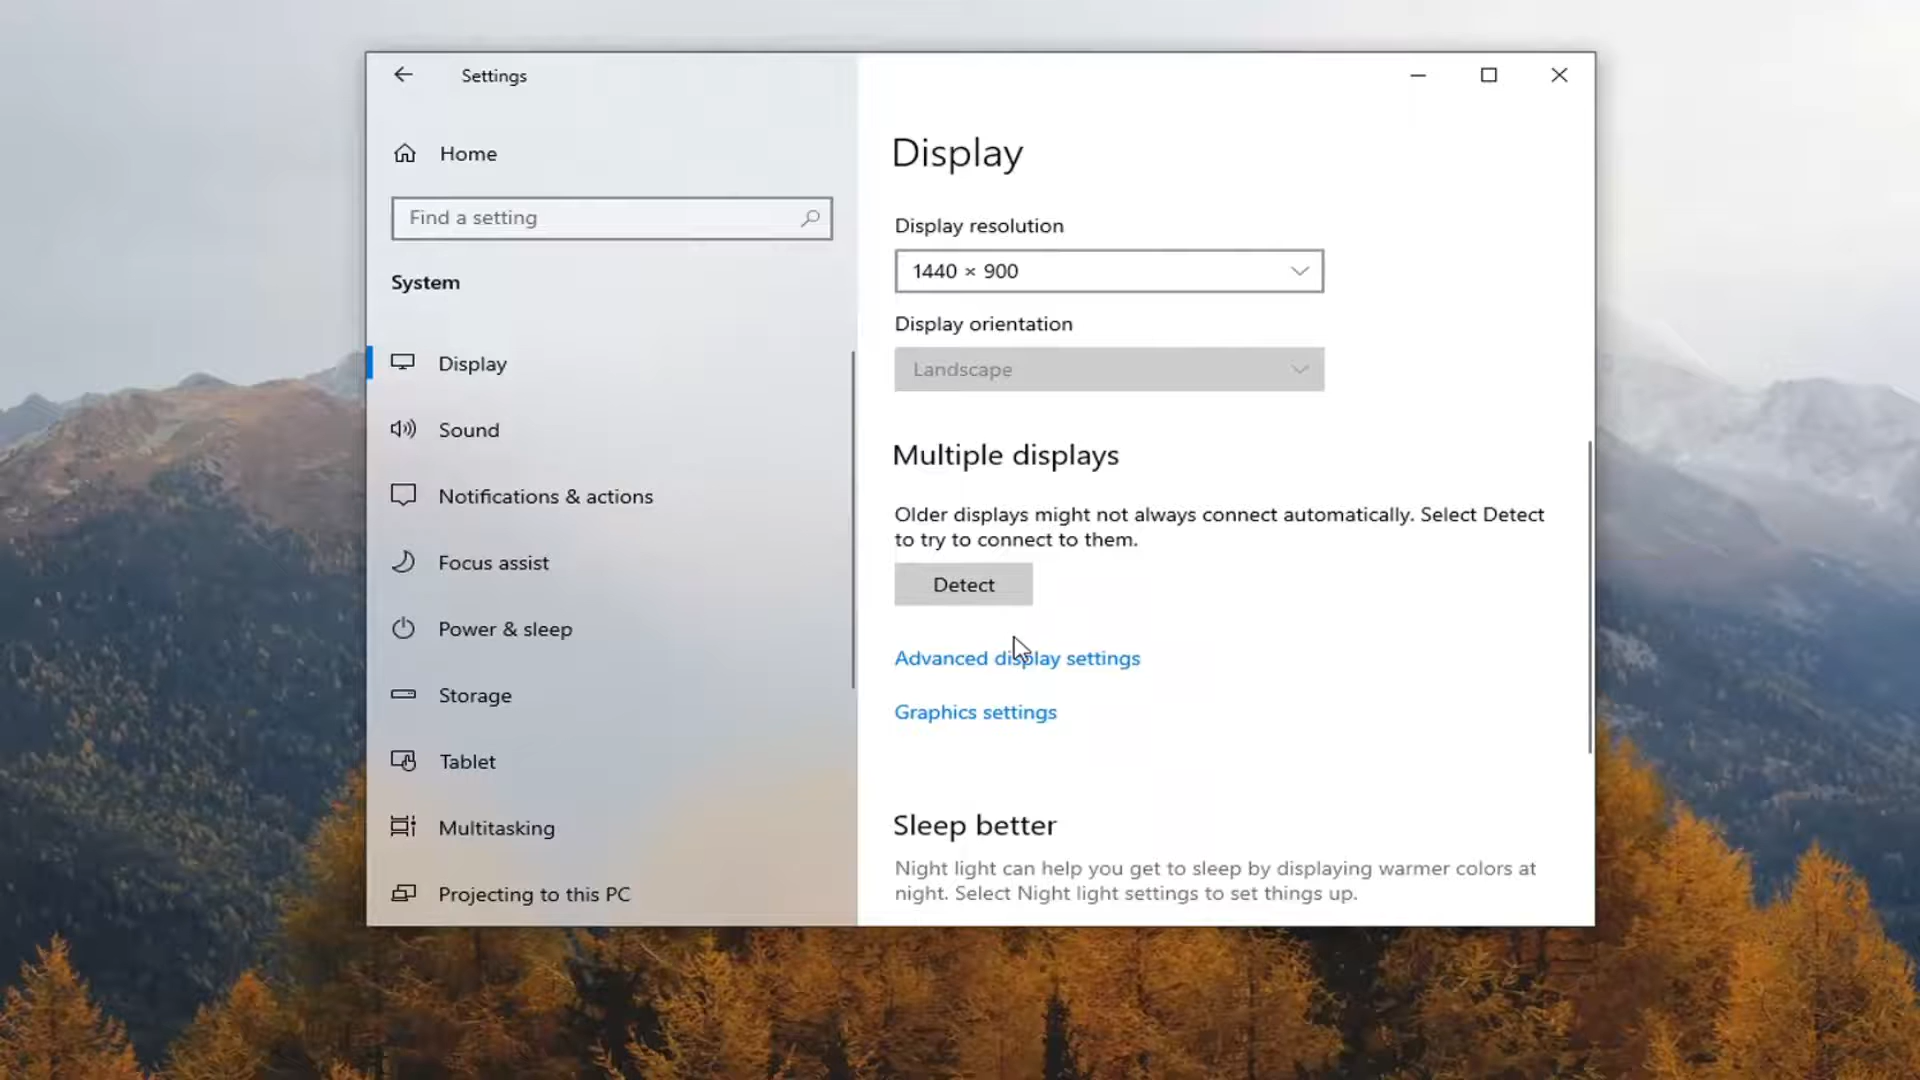 Settings
Home
Find a setting
System
Display
Sound
Notifications & actions
Focus assist
Power & sleep
Storage
Tablet
Multitasking
Projecting to this PC
Display
Display resolution
1440 × 900
Display orientation
Landscape
Multiple displays
Older displays might not always connect automatically. Select Detect
to try to connect to them.
Detect
Advanced display settings
Graphics settings
Sleep better
Night light can help you get to sleep by displaying warmer colors at
night. Select Night light settings to set things up.